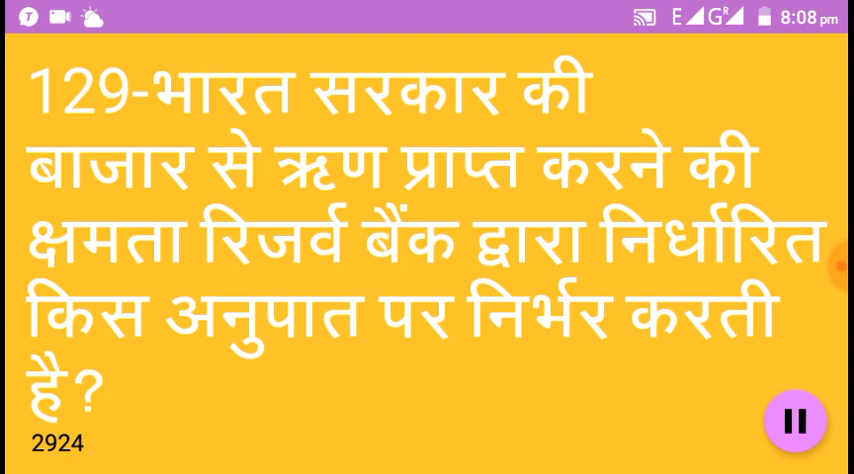 T E G R 8:08 pm
129-भारत सरकार की
बाजार से ऋण प्राप्त करने की
क्षमता रिजर्व बैंक द्वारा निर्धारित
किस अनुपात पर निर्भर करती
है?
2924